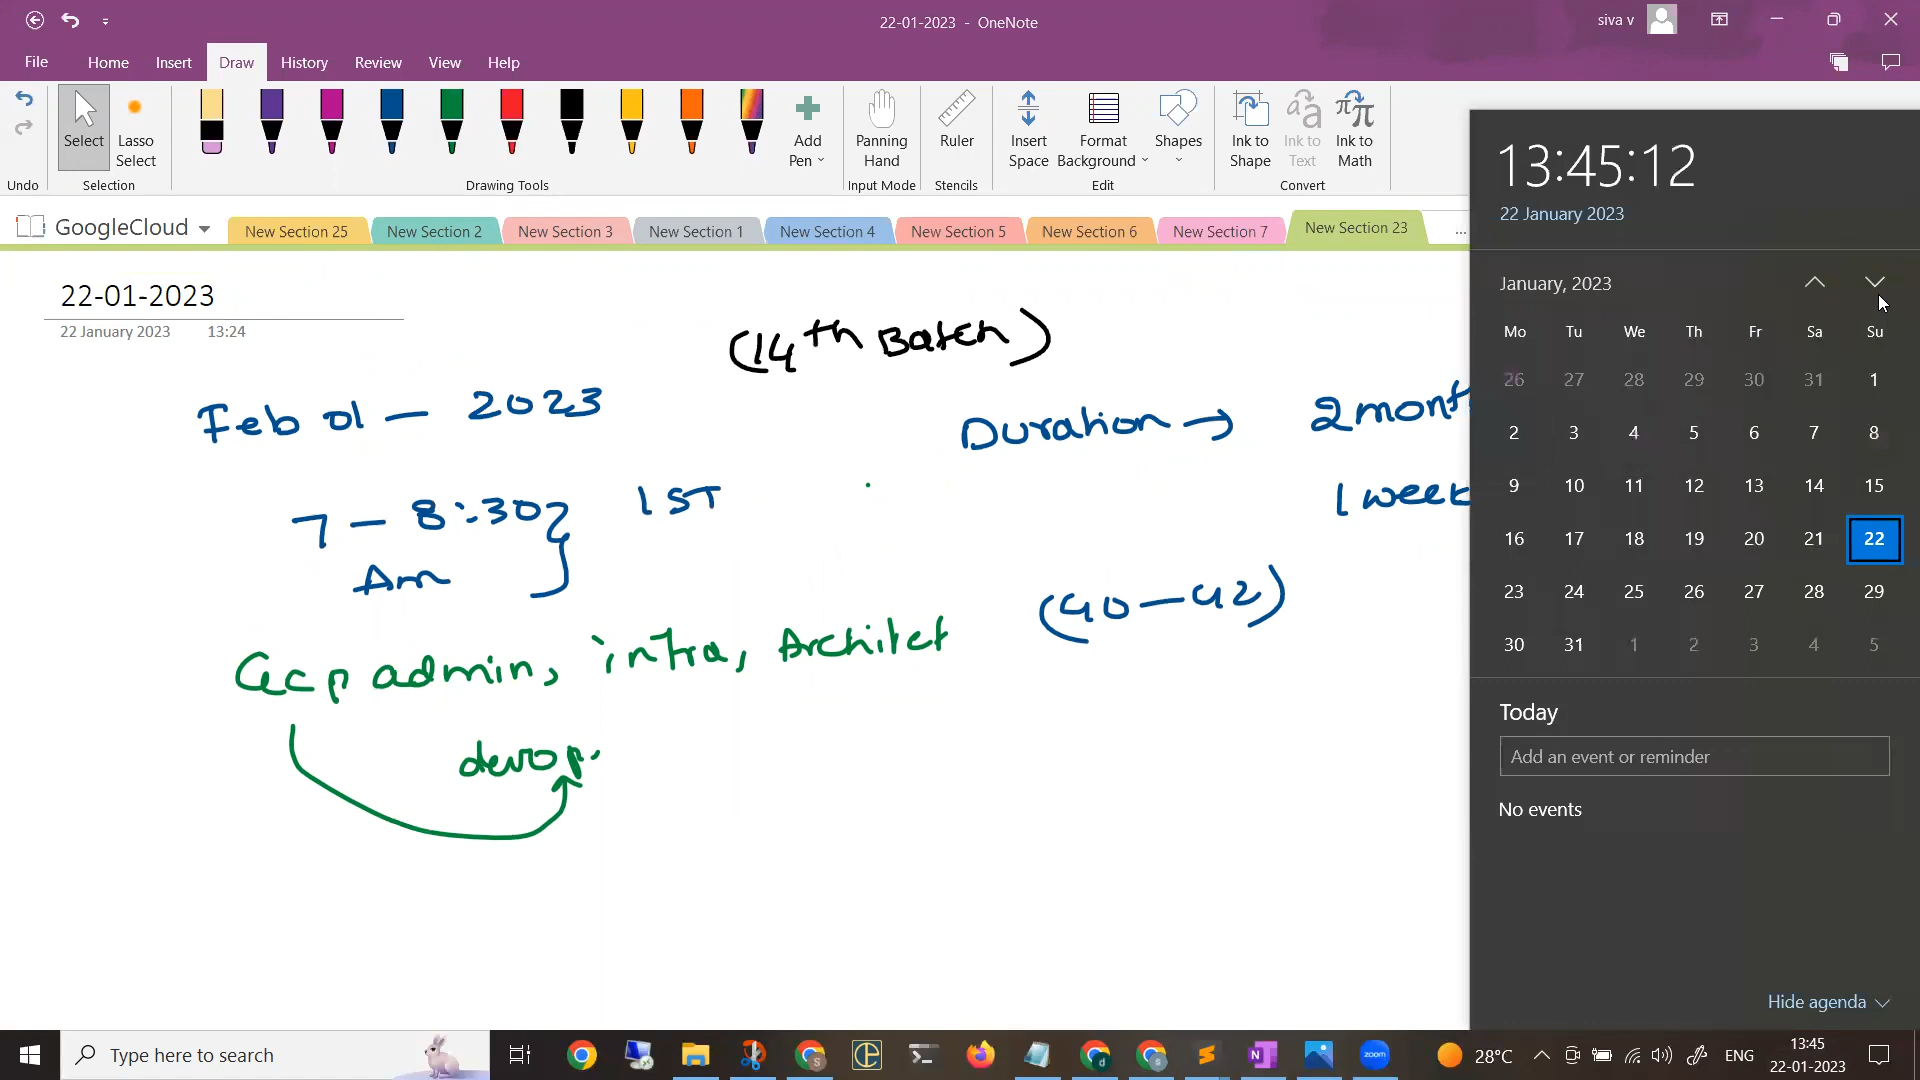 22-01-2023 - OneNote
siva v
File Home Insert Draw History Review View Help
Select
Lasso Select
Add Pen
Panning Hand
Ruler
Insert Space
Format Background
Shapes
Ink to Shape
Ink to Text
Ink to Math
Undo Selection Drawing Tools Input Mode Stencils Edit Convert
GoogleCloud New Section 25 New Section 2 New Section 3 New Section 1 New Section 4 New Section 5 New Section 6 New Section 7 New Section 23 ...
22-01-2023
22 January 2023 13:24
(14th Batch)
Feb 01 — 2023
Duration → 2 mont
7 — 8:30 } IST
1 week
Am
(40 — 42)
Gcp admin, infra, Architet
devop.
13:45:12
22 January 2023
January, 2023
Mo Tu We Th Fr Sa Su
26 27 28 29 30 31 1
2 3 4 5 6 7 8
9 10 11 12 13 14 15
16 17 18 19 20 21 22
23 24 25 26 27 28 29
30 31 1 2 3 4 5
Today
Add an event or reminder
No events
Hide agenda
Type here to search
zoom
28°C
ENG
13:45
22-01-2023